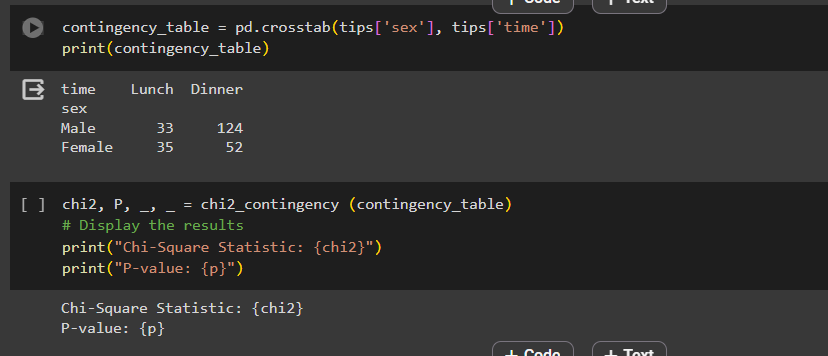 + Code + Text
contingency_table = pd.crosstab(tips['sex'], tips['time'])
print(contingency_table)
time Lunch Dinner
sex
Male 33 124
Female 35 52
[ ] chi2, P, _, _ = chi2_contingency (contingency_table)
# Display the results
print("Chi-Square Statistic: {chi2}")
print("P-value: {p}")
Chi-Square Statistic: {chi2}
P-value: {p}
+ Code + Text